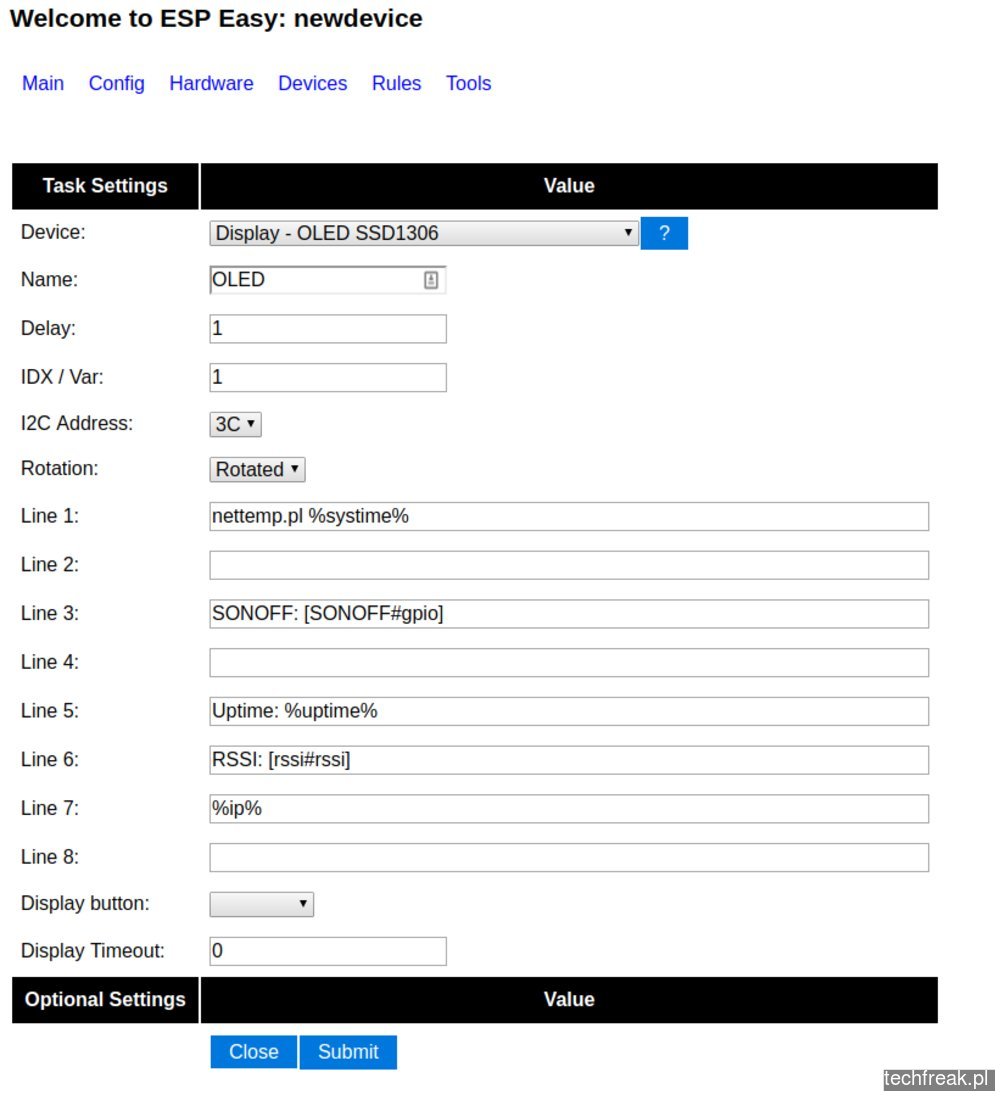 Welcome to ESP Easy: newdevice
Main Config Hardware Devices Rules Tools
Task Settings Value
Device: Display - OLED SSD1306 ?
Name: OLED
Delay: 1
IDX / Var: 1
I2C Address: 3C
Rotation: Rotated
Line 1: nettemp.pl %systime%
Line 2:
Line 3: SONOFF: [SONOFF#gpio]
Line 4:
Line 5: Uptime: %uptime%
Line 6: RSSI: [rssi#rssi]
Line 7: %ip%
Line 8:
Display button:
Display Timeout: 0
Optional Settings Value
Close Submit
techfreak.pl